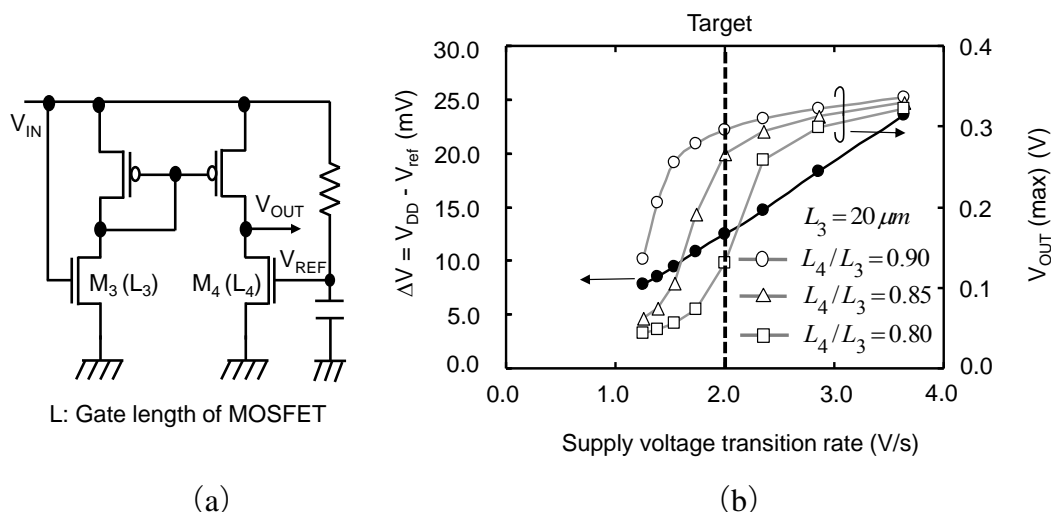 V_IN
V_OUT
V_REF
M_3 (L_3)
M_4 (L_4)
L: Gate length of MOSFET
(a)
(b)
Target
30.0
25.0
20.0
15.0
10.0
5.0
0.0
ΔV = V_DD - V_ref (mV)
0.4
0.3
0.2
0.1
0.0
V_OUT (max) (V)
L_3 = 20 μm
L_4/L_3 = 0.90
L_4/L_3 = 0.85
L_4/L_3 = 0.80
0.0 1.0 2.0 3.0 4.0
Supply voltage transition rate (V/s)
(a)
(b)